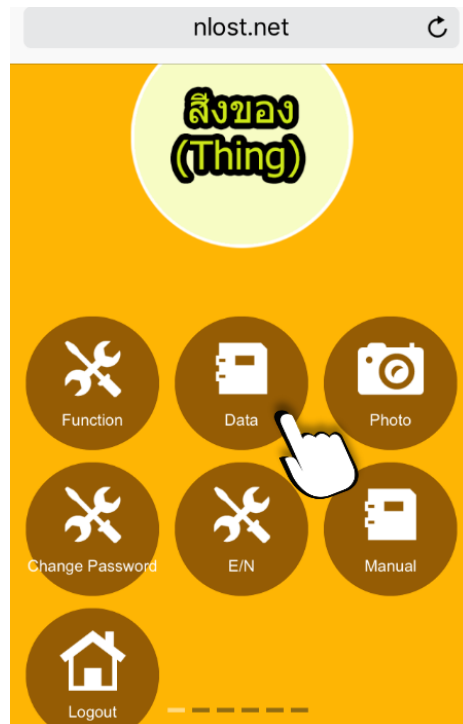 nlost.net
สิ่งของ
(Thing)
Function
Data
Photo
Change Password
E/N
Manual
Logout